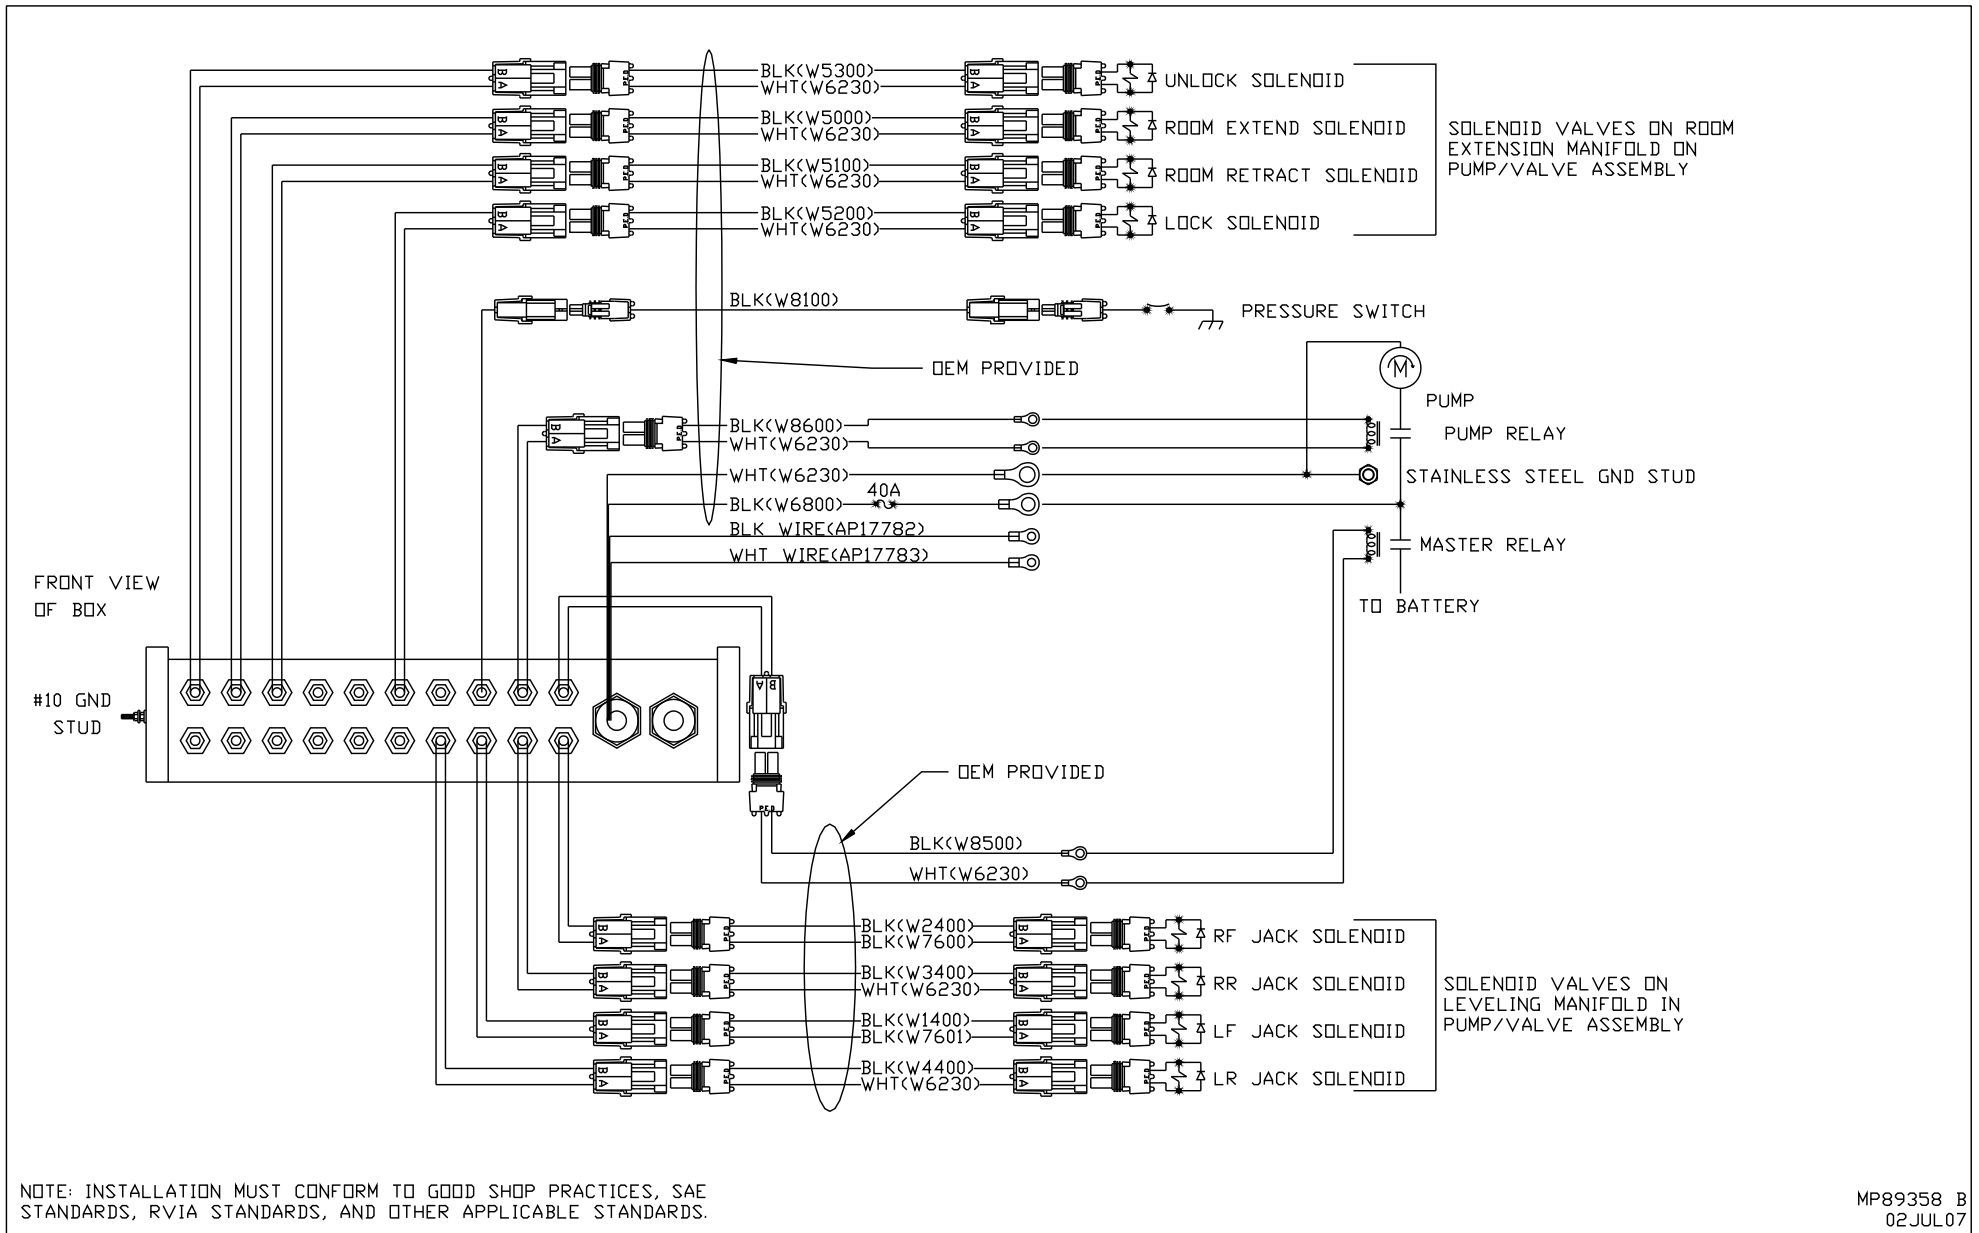 BLK(W5300)
WHT(W6230)
UNLOCK SOLENOID
BLK(W5000)
WHT(W6230)
ROOM EXTEND SOLENOID
BLK(W5100)
WHT(W6230)
ROOM RETRACT SOLENOID
BLK(W5200)
WHT(W6230)
LOCK SOLENOID
SOLENOID VALVES ON ROOM
EXTENSION MANIFOLD ON
PUMP/VALVE ASSEMBLY
BLK(W8100)
PRESSURE SWITCH
OEM PROVIDED
M
PUMP
BLK(W8600)
WHT(W6230)
PUMP RELAY
WHT(W6230)
STAINLESS STEEL GND STUD
BLK(W6800)
40A
BLK WIRE(AP17782)
WHT WIRE(AP17783)
MASTER RELAY
TO BATTERY
FRONT VIEW
OF BOX
#10 GND
STUD
OEM PROVIDED
BLK(W8500)
WHT(W6230)
BLK(W2400)
BLK(W7600)
RF JACK SOLENOID
BLK(W3400)
WHT(W6230)
RR JACK SOLENOID
BLK(W1400)
BLK(W7601)
LF JACK SOLENOID
BLK(W4400)
WHT(W6230)
LR JACK SOLENOID
SOLENOID VALVES ON
LEVELING MANIFOLD IN
PUMP/VALVE ASSEMBLY
NOTE: INSTALLATION MUST CONFORM TO GOOD SHOP PRACTICES, SAE
STANDARDS, RVIA STANDARDS, AND OTHER APPLICABLE STANDARDS.
MP89358 B
02JUL07